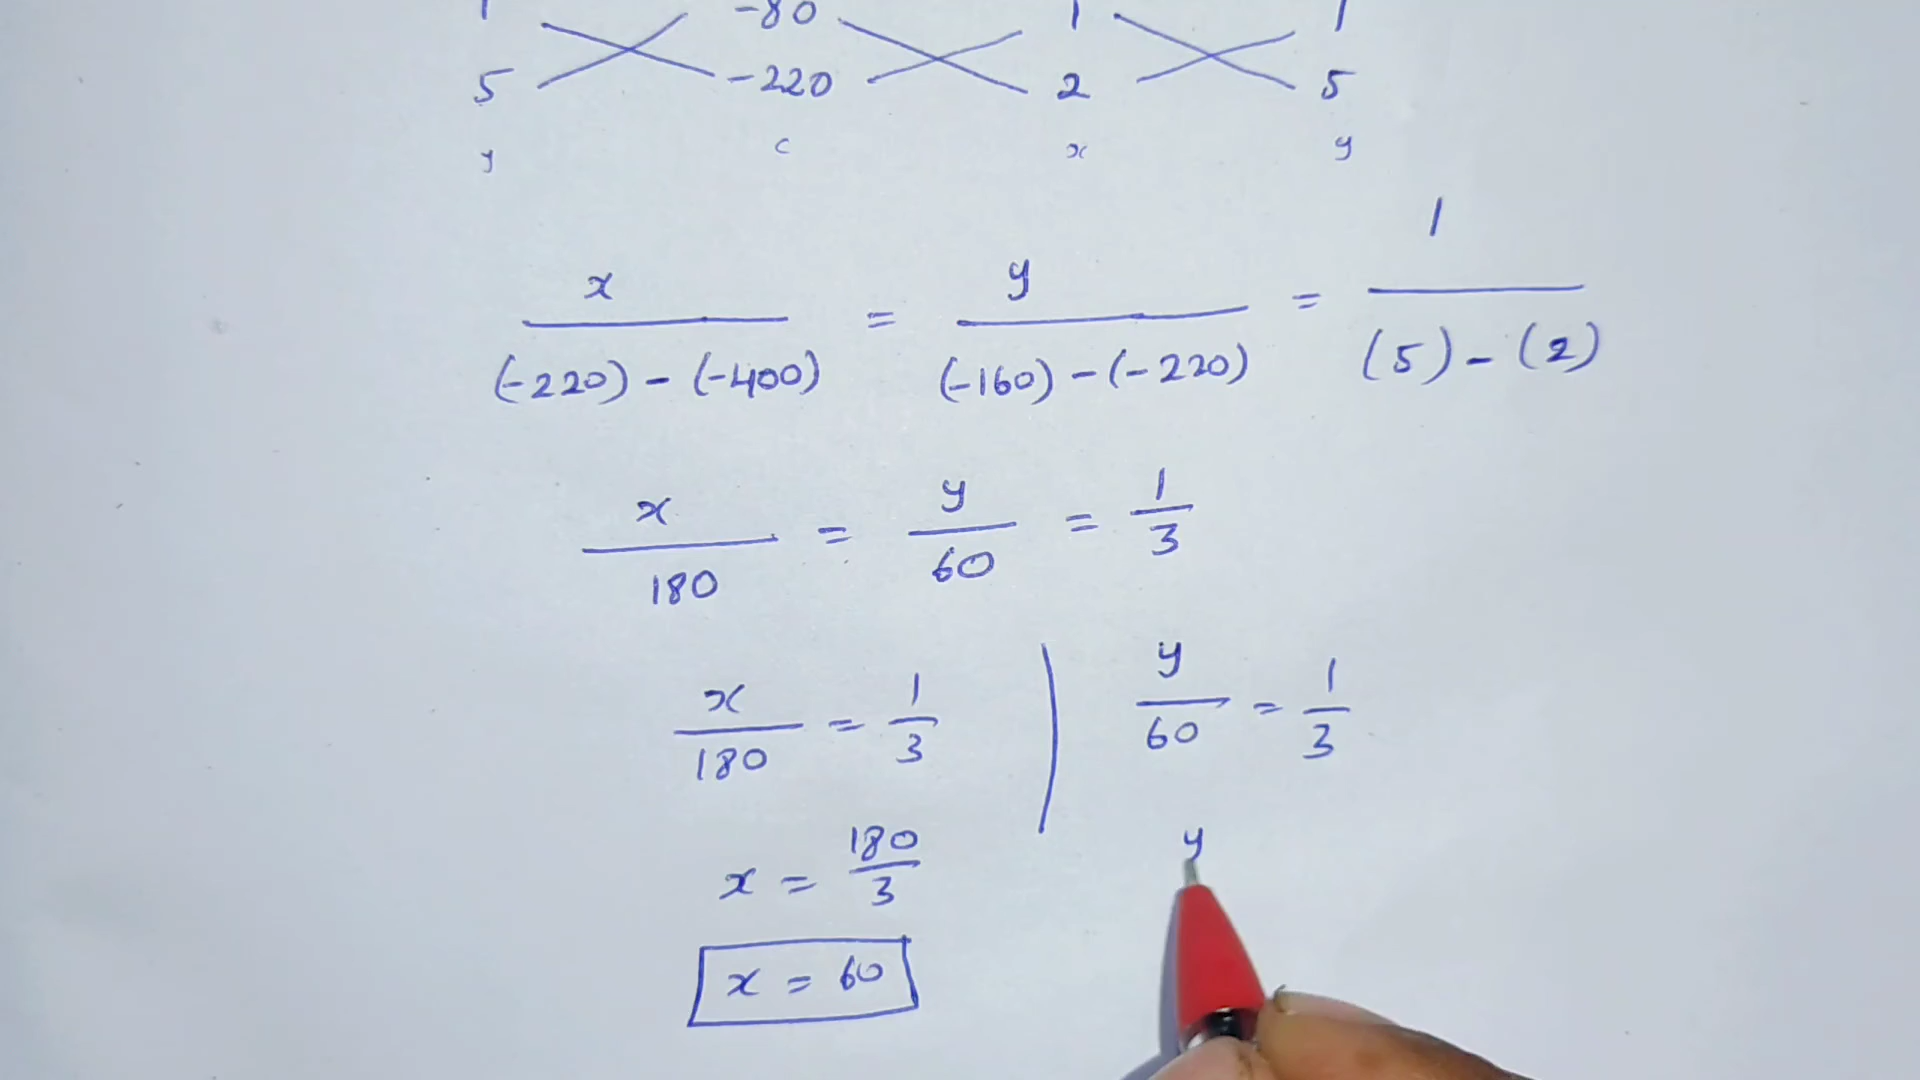 1 -80 1 1
5 -220 2 5
y c x y
x/((-220) - (-400)) = y/((-160) - (-220)) = 1/((5) - (2))
x/180 = y/60 = 1/3
x/180 = 1/3 | y/60 = 1/3
x = 180/3 y
x = 60